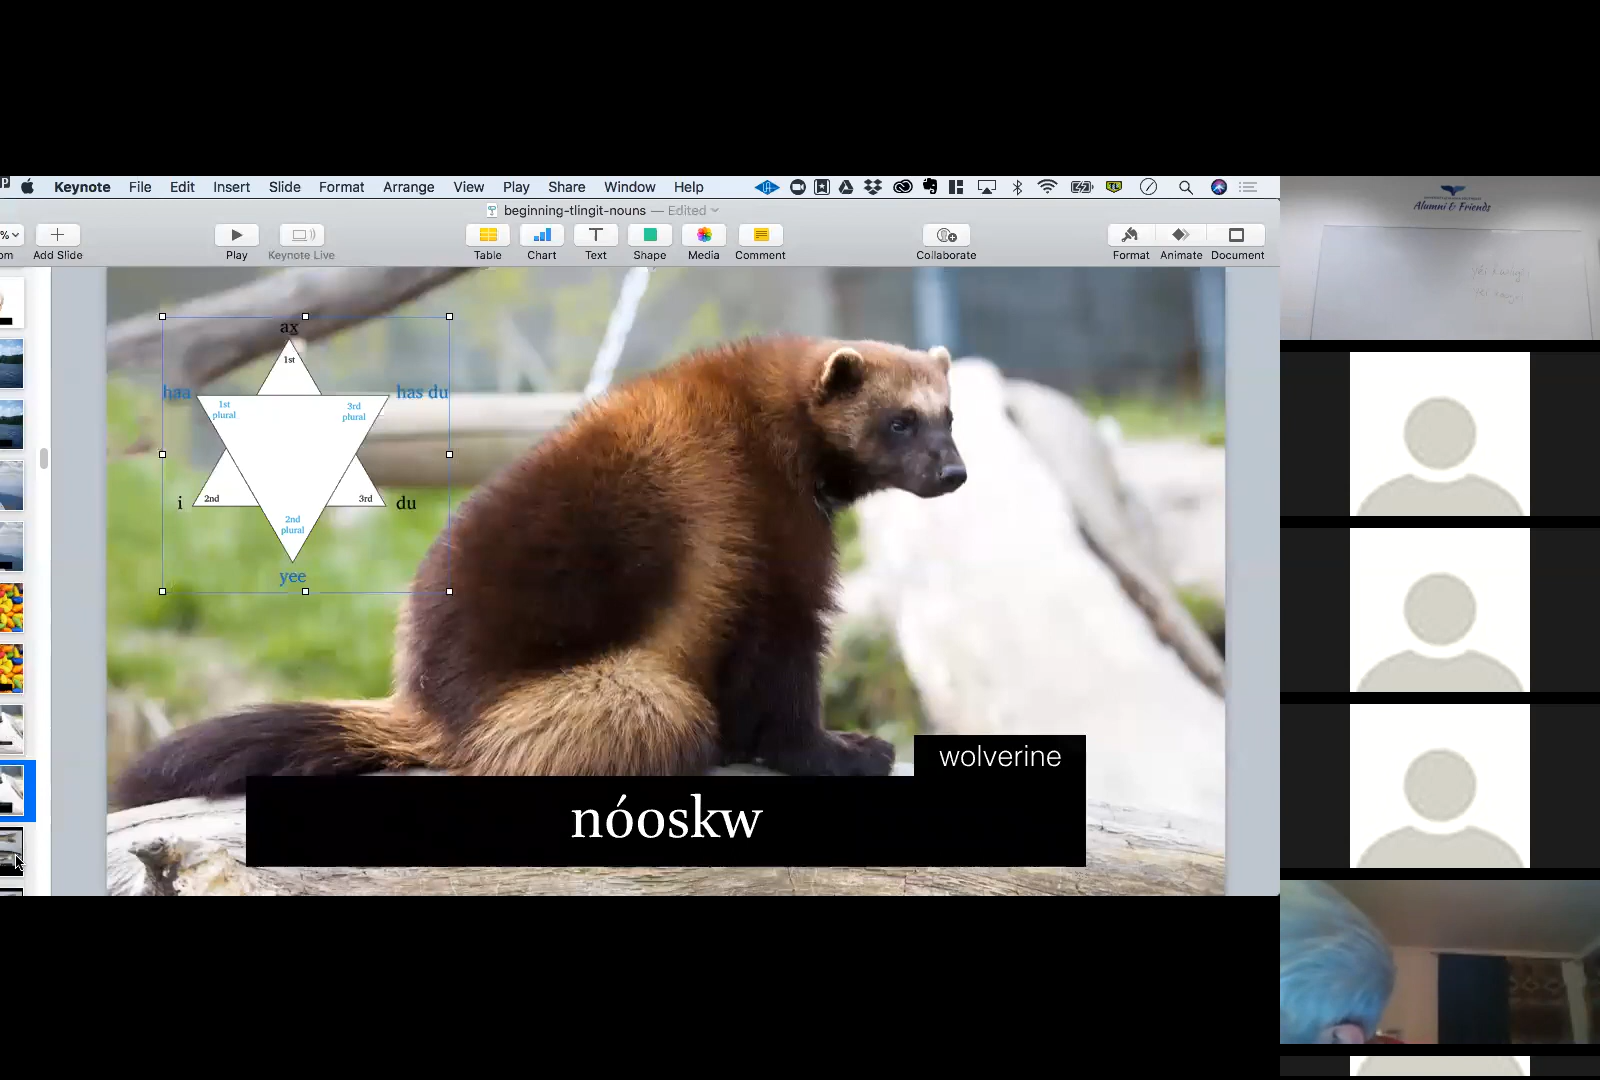 Keynote File Edit Insert Slide Format Arrange View Play Share Window Help
beginning-tlingit-nouns — Edited
%
Add Slide
Play
Keynote Live
Table
Chart
Text
Shape
Media
Comment
Collaborate
Format
Animate
Document
ax̱
1st
haa
has du
1st
plural
3rd
plural
i
2nd
3rd
du
2nd
plural
yee
wolverine
nóoskw
Alumni & Friends